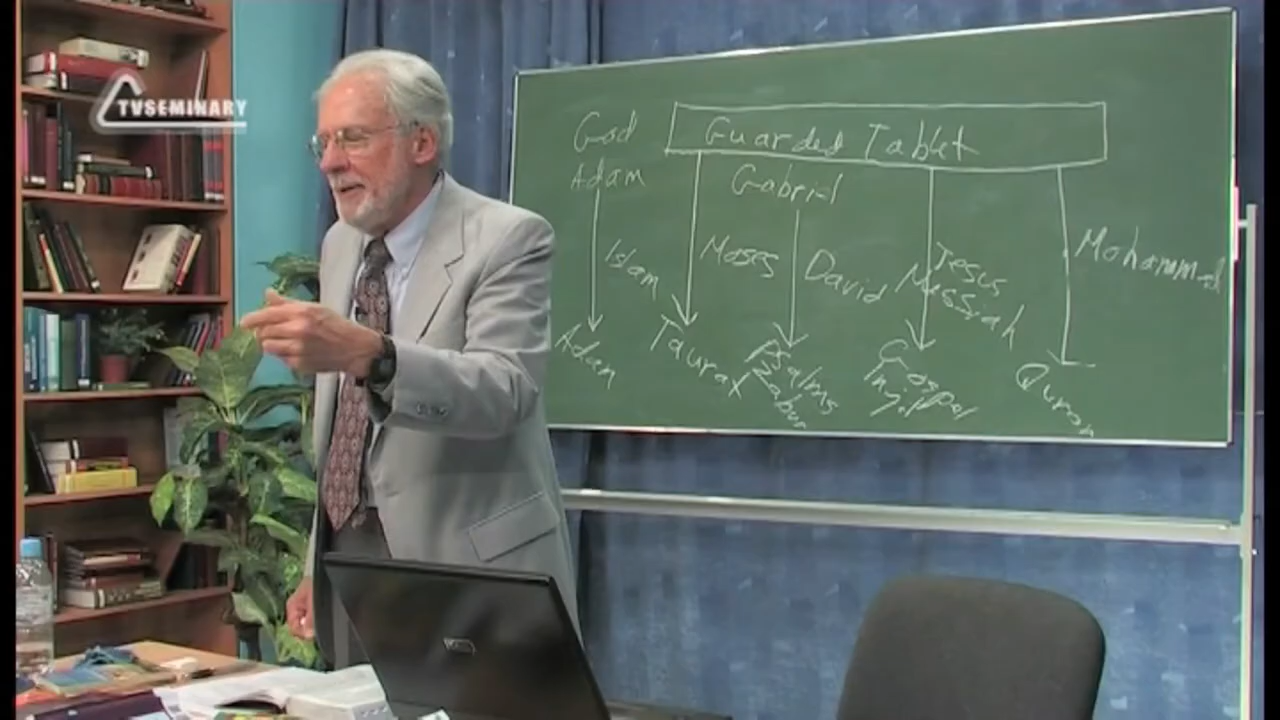 TVSEMINARY
God
Guarded Tablet
Adam
Gabriel
Islam
Moses
David
Jesus
Messiah
Mohammed
Adam
Taurat
Psalms
Zabur
Gospel
Injil
Quran